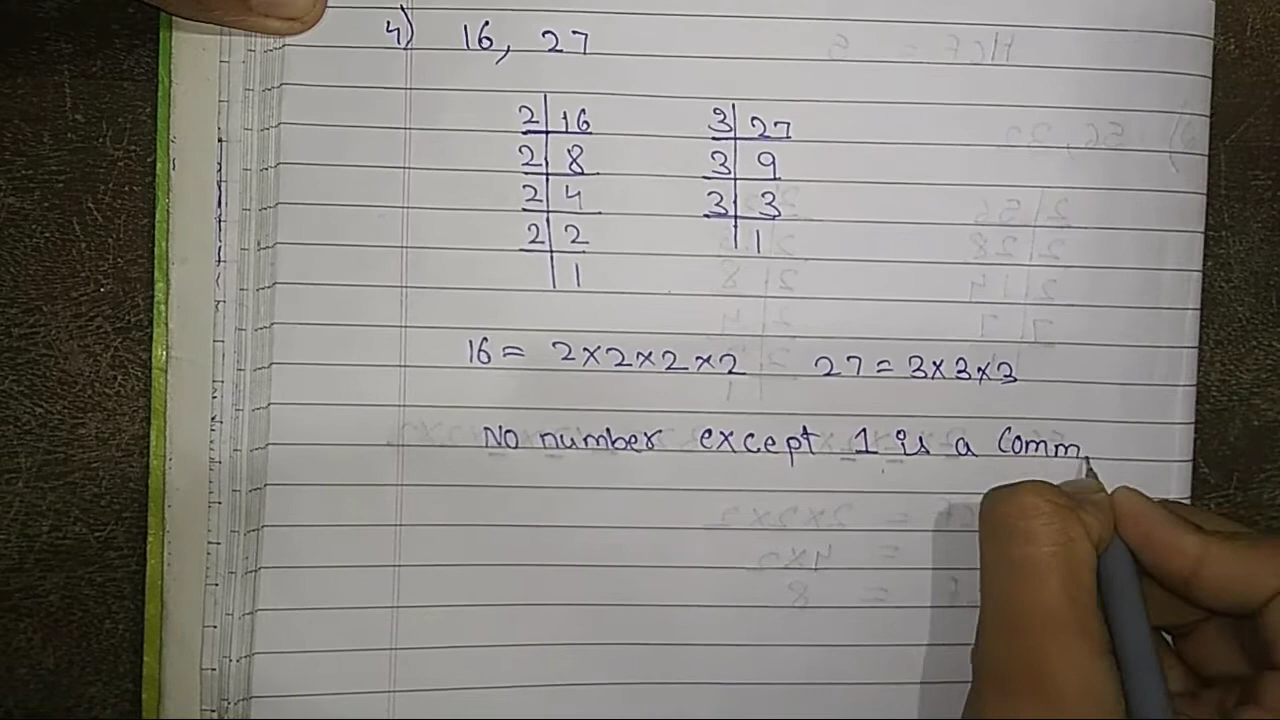 4) 16, 27
2 16 3 27
2 8 3 9
2 4 3 3
2 2 1
1
16 = 2×2×2×2 27 = 3×3×3
No number except 1 is a Comm